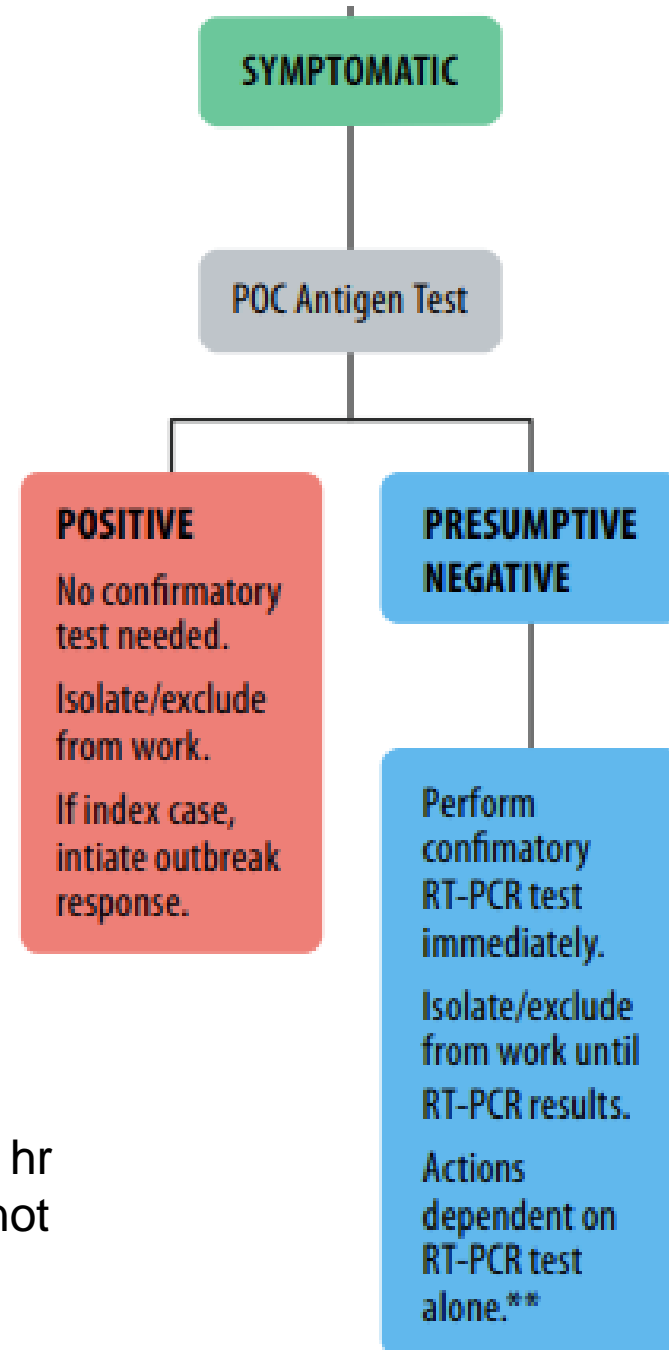 SYMPTOMATIC
POC Antigen Test
POSITIVE
No confirmatory
test needed.
Isolate/exclude
from work.
If index case,
intiate outbreak
response.
PRESUMPTIVE
NEGATIVE
Perform
confimatory
RT-PCR test
immediately.
Isolate/exclude
from work until
RT-PCR results.
Actions
dependent on
RT-PCR test
alone.**
hr
not